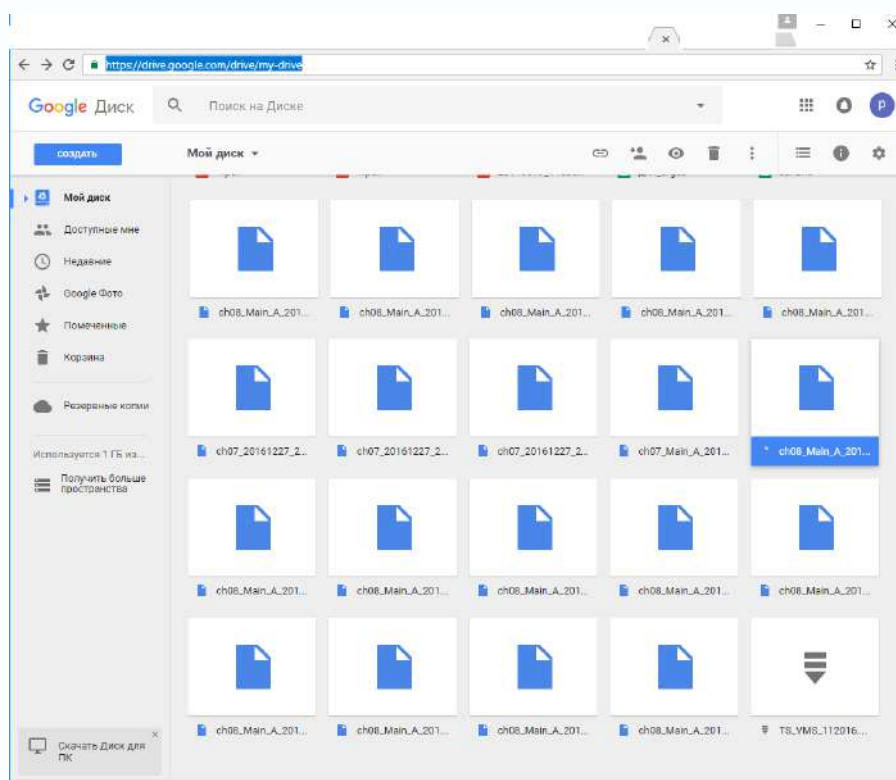 https://drive.google.com/drive/my-drive
Google Диск
Поиск на Диске
p
СОЗДАТЬ
Мой диск
Мой диск
Доступные мне
Недавние
Google Фото
Помеченные
Корзина
Резервные копии
Используется 1 ГБ из...
Получить больше
пространства
ch08_Main_A_201...
ch08_Main_A_201...
ch08_Main_A_201...
ch08_Main_A_201...
ch08_Main_A_201...
ch07_20161227_2...
ch07_20161227_2...
ch07_20161227_2...
ch07_Main_A_201...
ch08_Main_A_201...
ch08_Main_A_201...
ch08_Main_A_201...
ch08_Main_A_201...
ch08_Main_A_201...
ch08_Main_A_201...
ch08_Main_A_201...
ch08_Main_A_201...
ch08_Main_A_201...
ch08_Main_A_201...
TS_VMS_112016...
Скачать Диск для
ПК